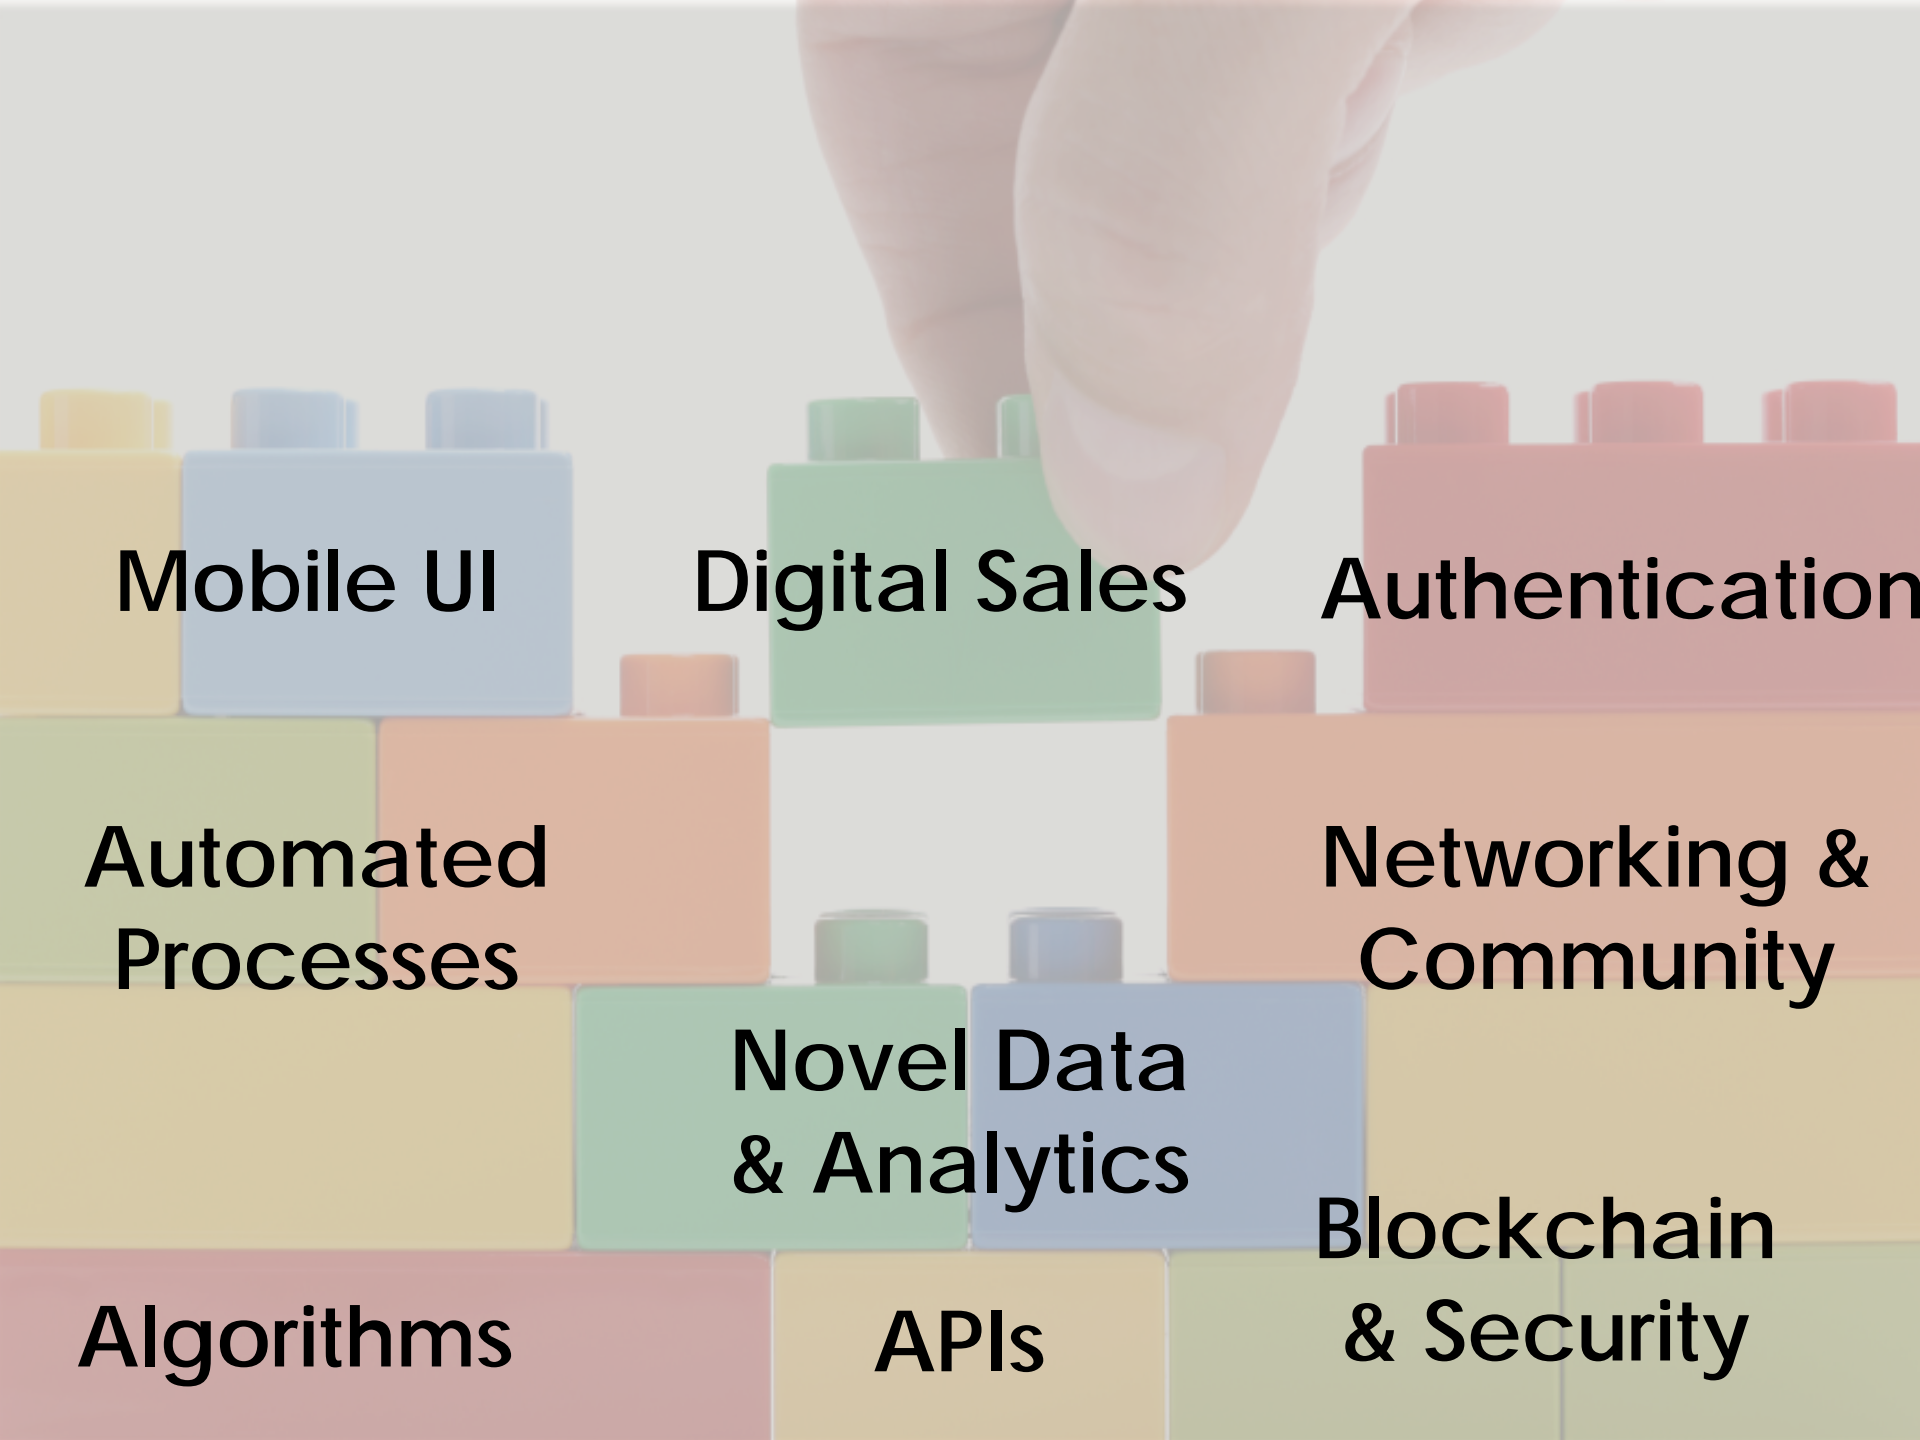 Mobile UI
Digital Sales
Authentication
Automated
Processes
Networking &
Community
Novel Data
& Analytics
Blockchain
& Security
Algorithms
APIs